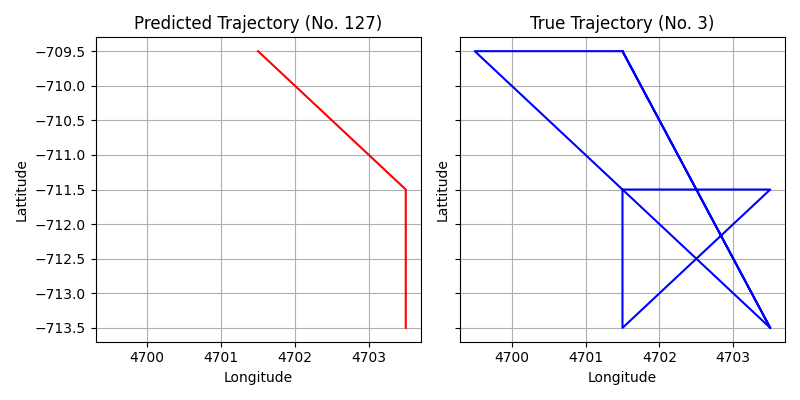 Predicted Trajectory (No. 127)
True Trajectory (No. 3)
−709.5
−710.0
−710.5
−711.0
−711.5
−712.0
−712.5
−713.0
−713.5
Lattitude
Lattitude
4700
4701
4702
4703
4700
4701
4702
4703
Longitude
Longitude